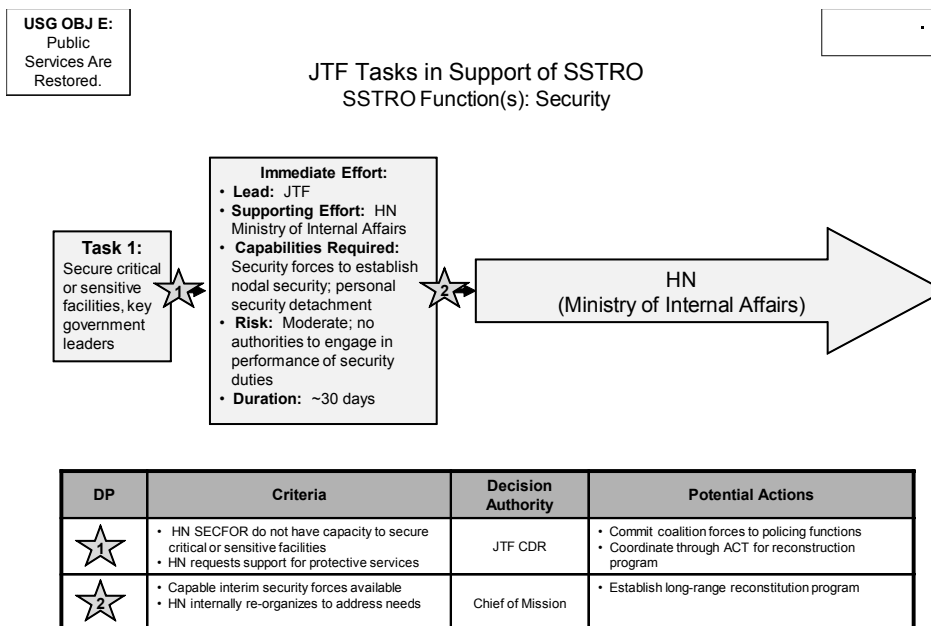 USG OBJ E:
Public
Services Are
Restored.
JTF Tasks in Support of SSTRO
SSTRO Function(s): Security
Task 1:
Secure critical
or sensitive
facilities, key
government
leaders
1
Immediate Effort:
• Lead: JTF
• Supporting Effort: HN
Ministry of Internal Affairs
• Capabilities Required:
Security forces to establish
nodal security; personal
security detachment
• Risk: Moderate; no
authorities to engage in
performance of security
duties
• Duration: ~30 days
2
HN
(Ministry of Internal Affairs)
DP
Criteria
Decision
Authority
Potential Actions
1
• HN SECFOR do not have capacity to secure
critical or sensitive facilities
• HN requests support for protective services
JTF CDR
• Commit coalition forces to policing functions
• Coordinate through ACT for reconstruction
program
2
• Capable interim security forces available
• HN internally re-organizes to address needs
Chief of Mission
• Establish long-range reconstitution program